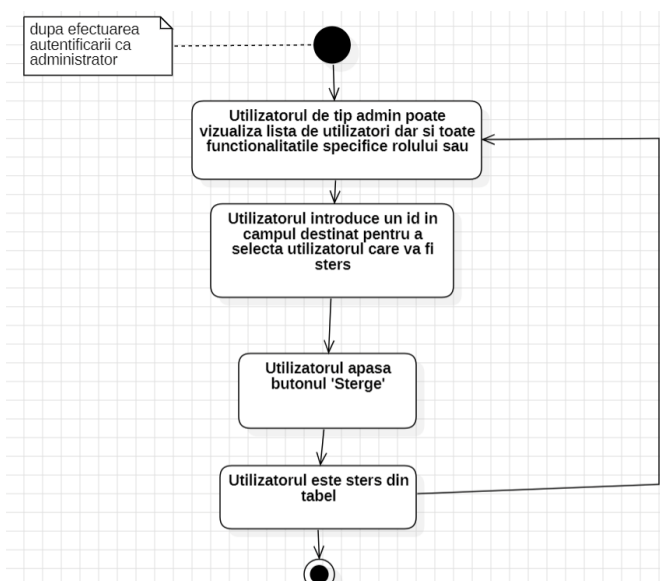 dupa efectuarea
autentificarii ca
administrator
Utilizatorul de tip admin poate
vizualiza lista de utilizatori dar si toate
functionalitatile specifice rolului sau
Utilizatorul introduce un id in
campul destinat pentru a
selecta utilizatorul care va fi
sters
Utilizatorul apasa
butonul 'Sterge'
Utilizatorul este sters din
tabel